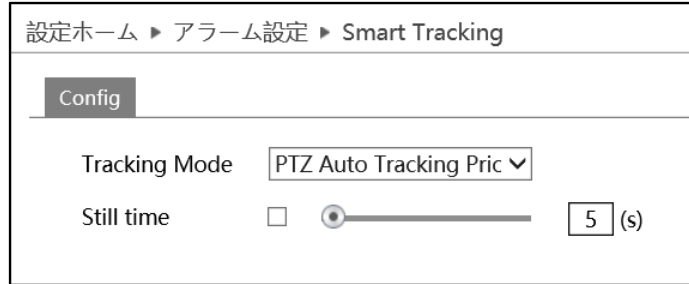 設定ホーム ▶ アラーム設定 ▶ Smart Tracking
Config
Tracking Mode PTZ Auto Tracking Pric
Still time 5 (s)